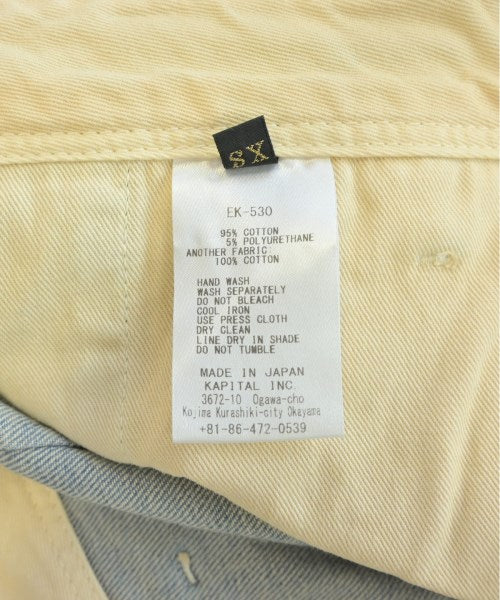 SX
EK-530
95% COTTON
5% POLYURETHANE
ANOTHER FABRIC:
100% COTTON
HAND WASH
WASH SEPARATELY
DO NOT BLEACH
COOL IRON
USE PRESS CLOTH
DRY CLEAN
LINE DRY IN SHADE
DO NOT TUMBLE
MADE IN JAPAN
KAPITAL INC.
3672-10 Ogawa-cho
Kojima Kurashiki-city Okayama
+81-86-472-0539